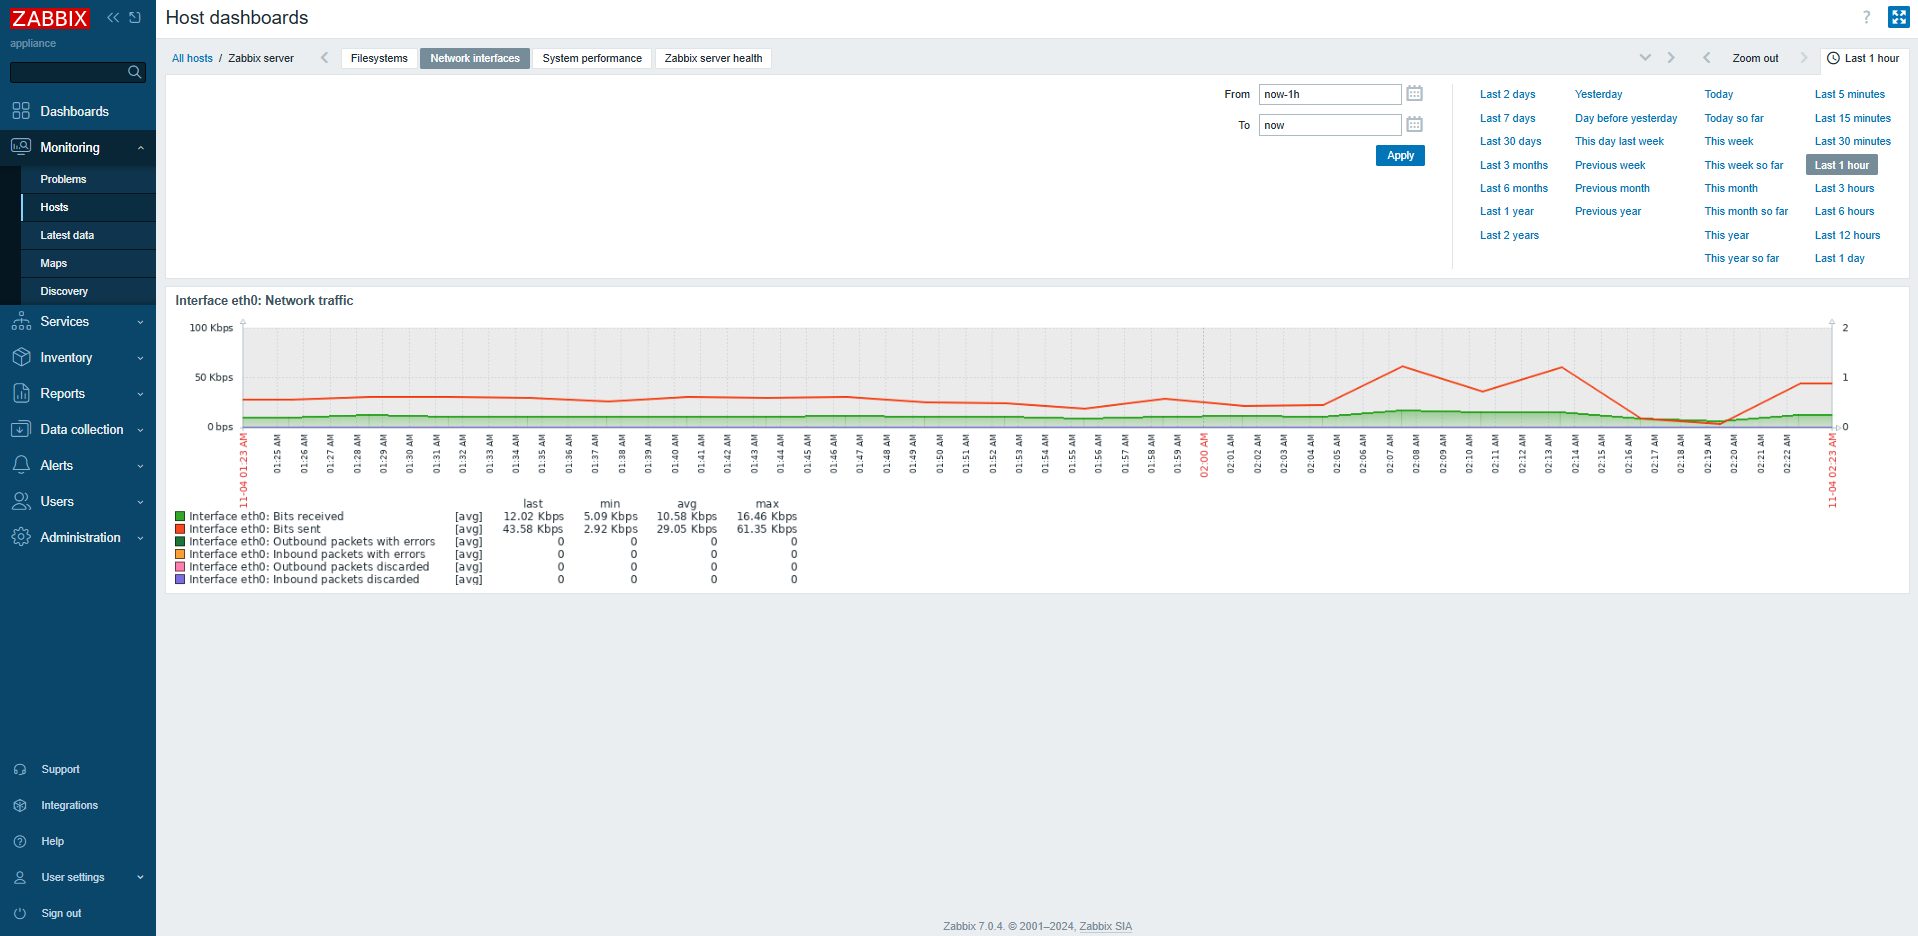 ZABBIX
appliance
Dashboards
Monitoring
Problems
Hosts
Latest data
Maps
Discovery
Services
Inventory
Reports
Data collection
Alerts
Users
Administration
Support
Integrations
Help
User settings
Sign out
Host dashboards
?
All hosts / Zabbix server
Filesystems
Network interfaces
System performance
Zabbix server health
Zoom out
Last 1 hour
From now-1h
To now
Apply
Last 2 days Yesterday Today Last 5 minutes
Last 7 days Day before yesterday Today so far Last 15 minutes
Last 30 days This day last week This week Last 30 minutes
Last 3 months Previous week This week so far Last 1 hour
Last 6 months Previous month This month Last 3 hours
Last 1 year Previous year This month so far Last 6 hours
Last 2 years This year Last 12 hours
This year so far Last 1 day
Interface eth0: Network traffic
100 Kbps 2
50 Kbps 1
0 bps 0
11-04 01:23 AM 01:25 AM 01:26 AM 01:27 AM 01:28 AM 01:29 AM 01:30 AM 01:31 AM 01:32 AM 01:33 AM 01:34 AM 01:35 AM 01:36 AM 01:37 AM 01:38 AM 01:39 AM 01:40 AM 01:41 AM 01:42 AM 01:43 AM 01:44 AM 01:45 AM 01:46 AM 01:47 AM 01:48 AM 01:49 AM 01:50 AM 01:51 AM 01:52 AM 01:53 AM 01:54 AM 01:55 AM 01:56 AM 01:57 AM 01:58 AM 01:59 AM 02:00 AM 02:01 AM 02:02 AM 02:03 AM 02:04 AM 02:05 AM 02:06 AM 02:07 AM 02:08 AM 02:09 AM 02:10 AM 02:11 AM 02:12 AM 02:13 AM 02:14 AM 02:15 AM 02:16 AM 02:17 AM 02:18 AM 02:19 AM 02:20 AM 02:21 AM 02:22 AM 11-04 02:23 AM
last min avg max
Interface eth0: Bits received [avg] 12.02 Kbps 5.09 Kbps 10.58 Kbps 16.46 Kbps
Interface eth0: Bits sent [avg] 43.58 Kbps 2.92 Kbps 29.05 Kbps 61.35 Kbps
Interface eth0: Outbound packets with errors [avg] 0 0 0 0
Interface eth0: Inbound packets with errors [avg] 0 0 0 0
Interface eth0: Outbound packets discarded [avg] 0 0 0 0
Interface eth0: Inbound packets discarded [avg] 0 0 0 0
Zabbix 7.0.4. © 2001–2024, Zabbix SIA